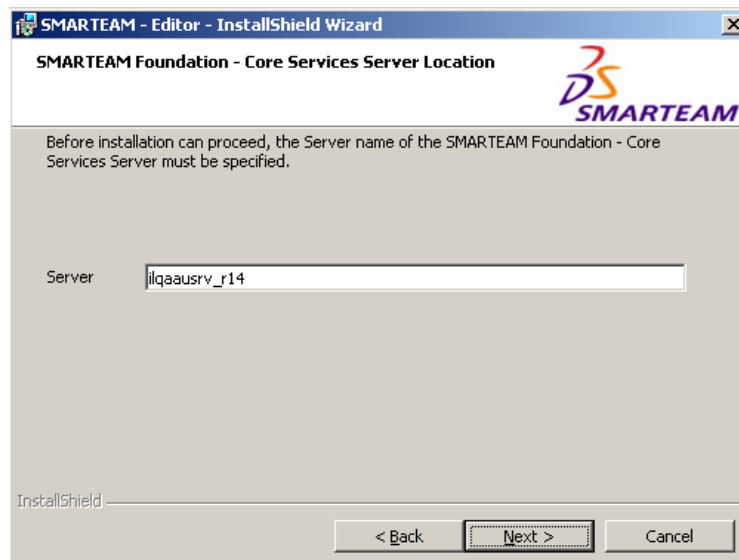 SMARTEAM - Editor - InstallShield Wizard
SMARTEAM Foundation - Core Services Server Location
SMARTEAM
Before installation can proceed, the Server name of the SMARTEAM Foundation - Core
Services Server must be specified.
Server
ilqaausrv_r14
InstallShield
< Back
Next >
Cancel